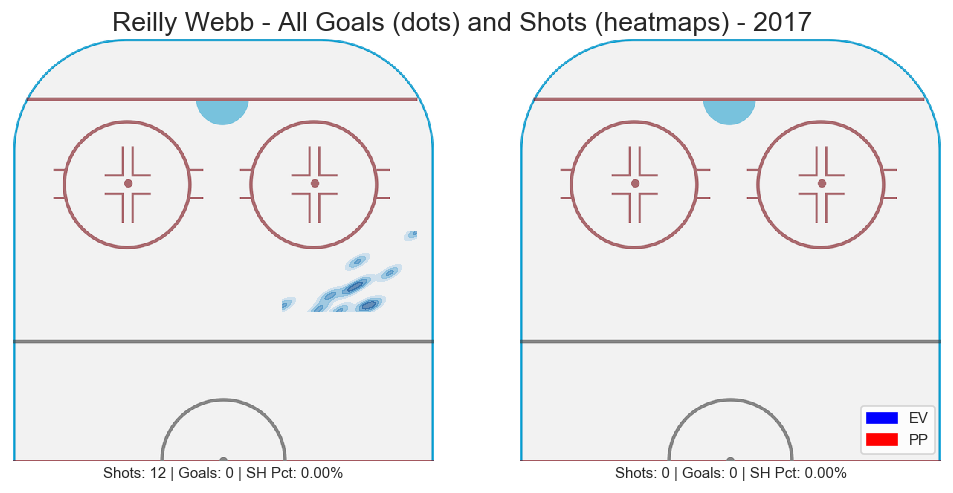 Reilly Webb - All Goals (dots) and Shots (heatmaps) - 2017
EV
PP
Shots: 12 | Goals: 0 | SH Pct: 0.00%
Shots: 0 | Goals: 0 | SH Pct: 0.00%